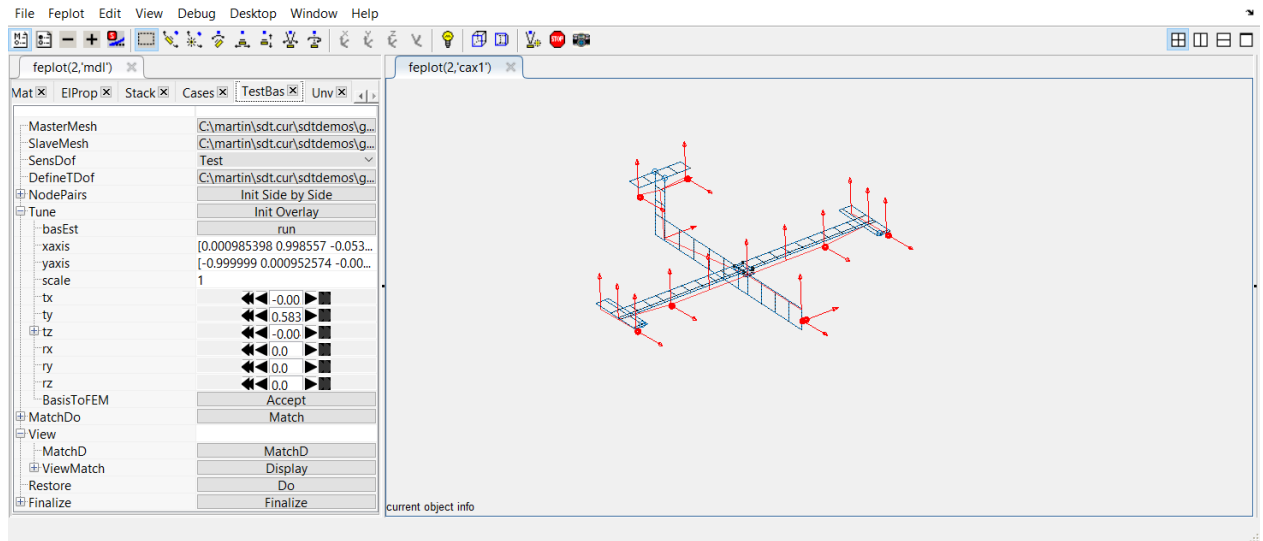 File Feplot Edit View Debug Desktop Window Help
STOP
feplot(2,'mdl')
feplot(2,'cax1')
Mat ElProp Stack Cases TestBas Unv
MasterMesh C:\martin\sdt.cur\sdtdemos\g...
SlaveMesh C:\martin\sdt.cur\sdtdemos\g...
SensDof Test
DefineTDof C:\martin\sdt.cur\sdtdemos\g...
NodePairs Init Side by Side
Tune Init Overlay
basEst run
xaxis [0.000985398 0.998557 -0.053...
yaxis [-0.999999 0.000952574 -0.00...
scale 1
tx -0.00
ty 0.583
tz -0.00
rx 0.0
ry 0.0
rz 0.0
BasisToFEM Accept
MatchDo Match
View
MatchD MatchD
ViewMatch Display
Restore Do
Finalize Finalize
current object info